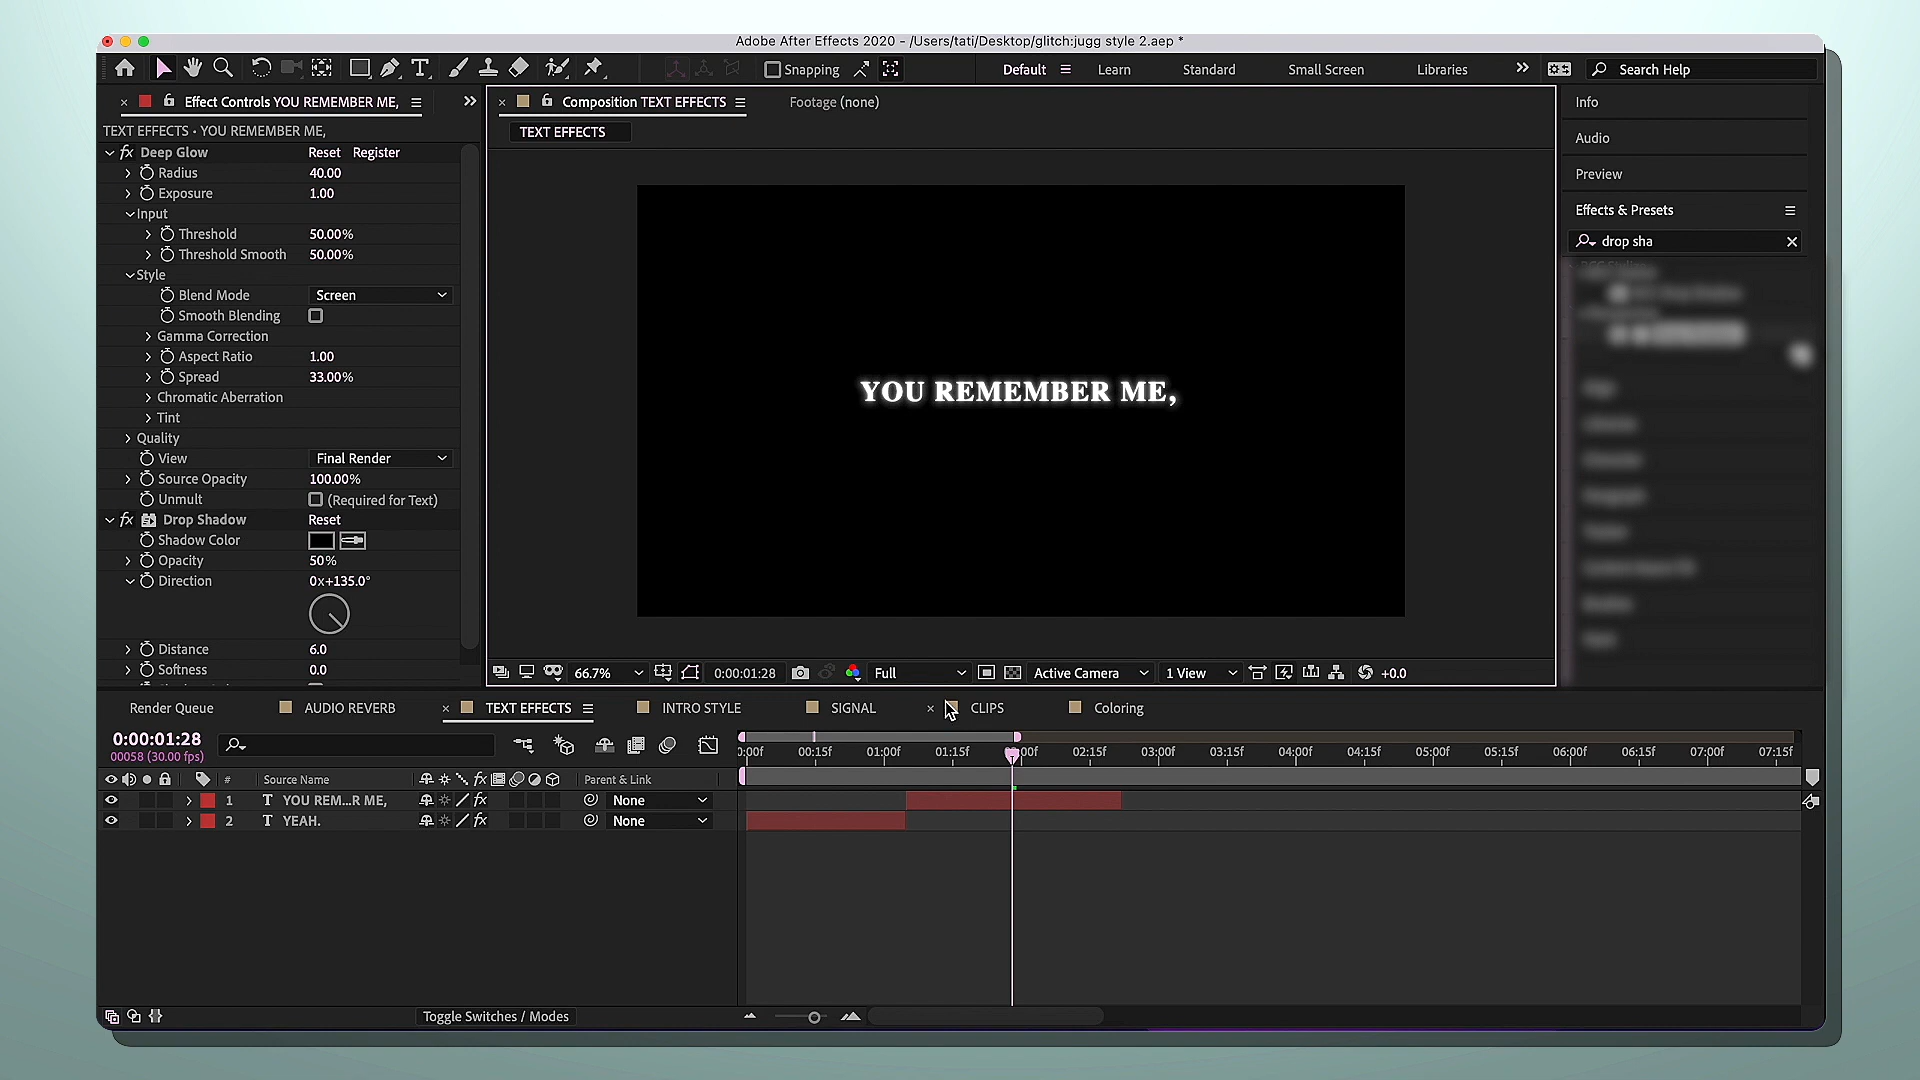 Adobe After Effects 2020 - /Users/tati/Desktop/glitch:jugg style 2.aep *
Snapping
Default
Learn
Standard
Small Screen
Libraries
Search Help
Effect Controls YOU REMEMBER ME,
Composition TEXT EFFECTS
Footage (none)
TEXT EFFECTS • YOU REMEMBER ME,
TEXT EFFECTS
Deep Glow Reset Register
Radius 40.00
Exposure 1.00
Input
Threshold 50.00%
Threshold Smooth 50.00%
Style
Blend Mode Screen
Smooth Blending
Gamma Correction
Aspect Ratio 1.00
Spread 33.00%
Chromatic Aberration
Tint
Quality
View Final Render
Source Opacity 100.00%
Unmult (Required for Text)
Drop Shadow Reset
Shadow Color
Opacity 50%
Direction 0x+135.0°
Distance 6.0
Softness 0.0
YOU REMEMBER ME,
Info
Audio
Preview
Effects & Presets
drop sha
66.7% 0:00:01:28 Full Active Camera 1 View +0.0
Render Queue AUDIO REVERB TEXT EFFECTS INTRO STYLE SIGNAL CLIPS Coloring
0:00:01:28
00058 (30.00 fps)
0:00f 00:15f 01:00f 01:15f 00f 02:15f 03:00f 03:15f 04:00f 04:15f 05:00f 05:15f 06:00f 06:15f 07:00f 07:15f
# Source Name fx Parent & Link
1 T YOU REM...R ME, fx None
2 T YEAH. fx None
Toggle Switches / Modes